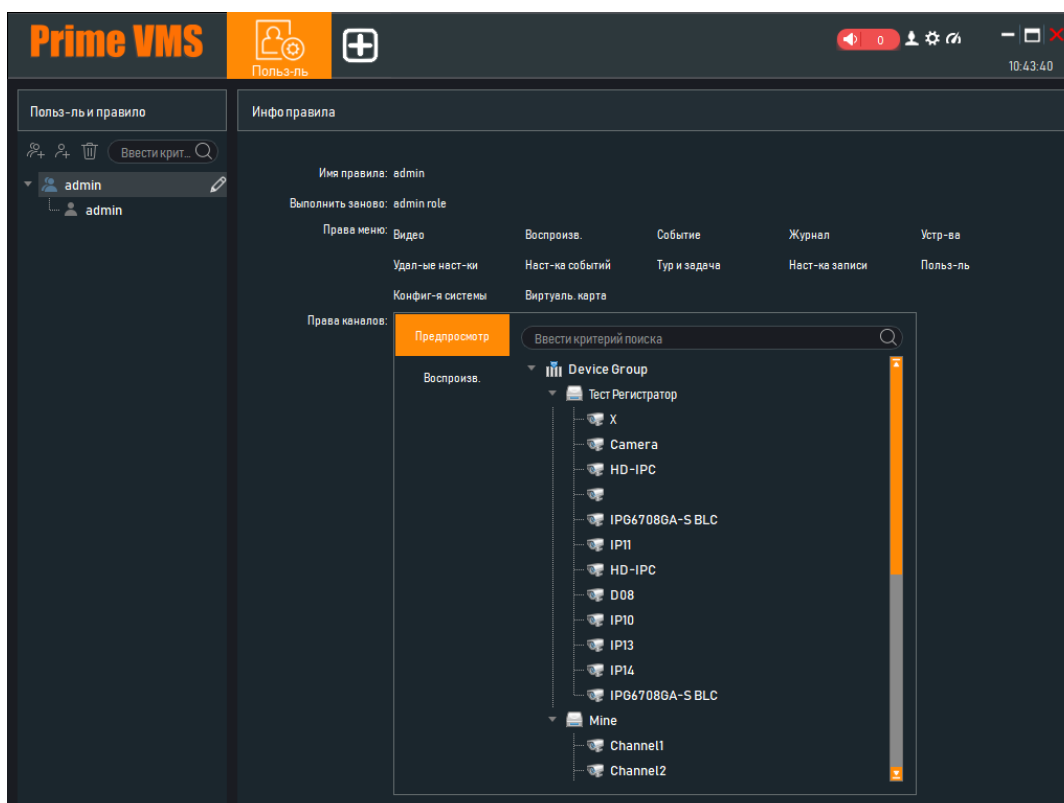 Prime VMS
Польз-ль
0
10:43:40
Польз-ль и правило
Инфо правила
Ввести крит...
admin
admin
Имя правила: admin
Выполнить заново: admin role
Права меню: Видео Воспроизв. Событие Журнал Устр-ва
Удал-ые наст-ки Наст-ка событий Тур и задача Наст-ка записи Польз-ль
Конфиг-я системы Виртуаль. карта
Права каналов:
Предпросмотр
Воспроизв.
Ввести критерий поиска
Device Group
Тест Регистратор
X
Camera
HD-IPC
IPG6708GA-S BLC
IP11
HD-IPC
D08
IP10
IP13
IP14
IPG6708GA-S BLC
Mine
Channel1
Channel2